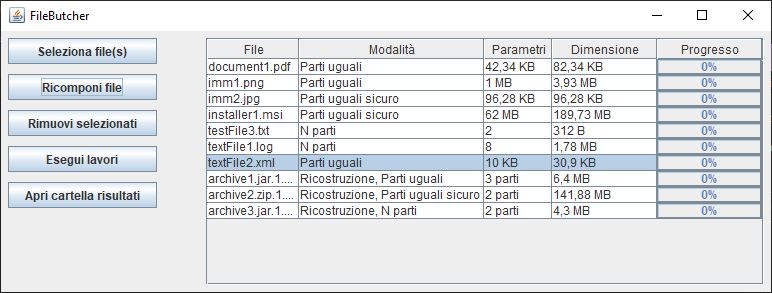 FileButcher
Seleziona file(s)
Ricomponi file
Rimuovi selezionati
Esegui lavori
Apri cartella risultati
File Modalità Parametri Dimensione Progresso
document1.pdf Parti uguali 42,34 KB 82,34 KB 0%
imm1.png Parti uguali 1 MB 3,93 MB 0%
imm2.jpg Parti uguali sicuro 96,28 KB 96,28 KB 0%
installer1.msi Parti uguali sicuro 62 MB 189,73 MB 0%
testFile3.txt N parti 2 312 B 0%
textFile1.log N parti 8 1,78 MB 0%
textFile2.xml Parti uguali 10 KB 30,9 KB 0%
archive1.jar.1.... Ricostruzione, Parti uguali 3 parti 6,4 MB 0%
archive2.zip.1.... Ricostruzione, Parti uguali sicuro 2 parti 141,88 MB 0%
archive3.jar.1.... Ricostruzione, N parti 2 parti 4,3 MB 0%